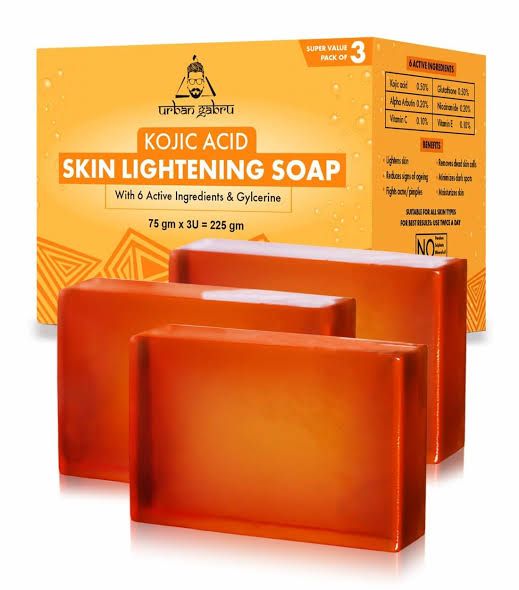 urban gabru
KOJIC ACID
SKIN LIGHTENING SOAP
With 6 Active Ingredients & Gylcerine
75 gm x 3U = 225 gm
SUPER VALUE
PACK OF 3
6 ACTIVE INGREDIENTS
Kojic acid 0.50% Glutathione 0.50%
Alpha Arbutin 0.20% Niacinamide 0.20%
Vitamin C 0.10% Vitamin E 0.10%
BENEFITS
• Lightens skin • Removes dead skin cells
• Reduces signs of ageing • Minimizes dark spots
• Fights acne/ pimples • Moisturizes skin
SUITABLE FOR ALL SKIN TYPES
FOR BEST RESULTS: USE TWICE A DAY
NO